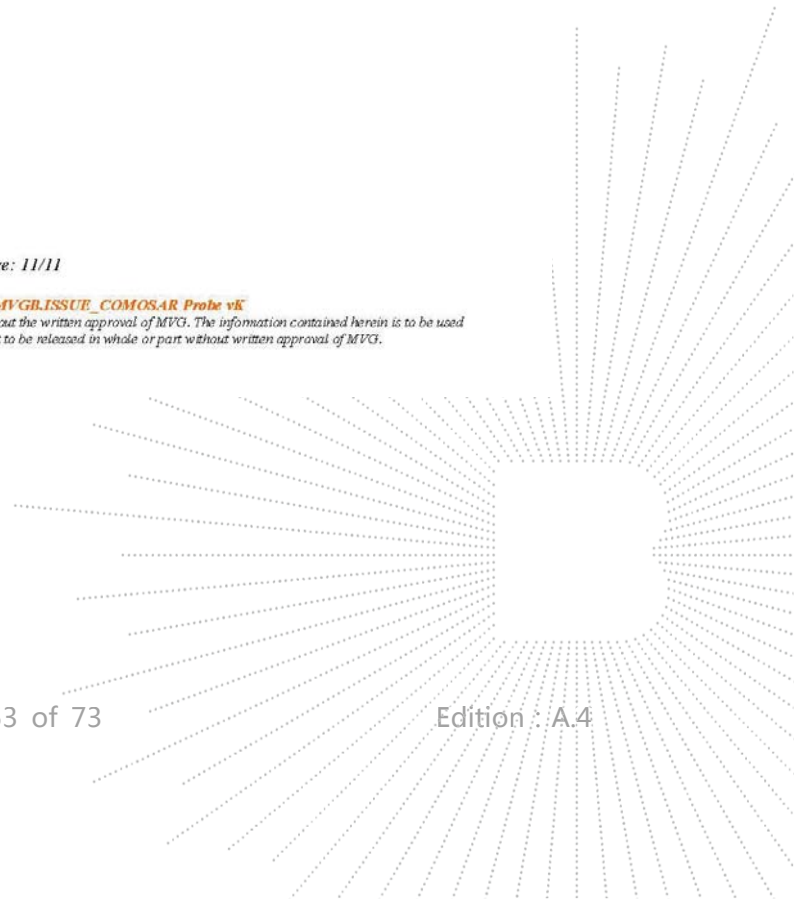 e: 11/11
MVGB.ISSUE_COMOSAR Probe vK
out the written approval of MVG. The information contained herein is to be used
to be released in whole or part without written approval of MVG.
3 of 73
Edition : A.4